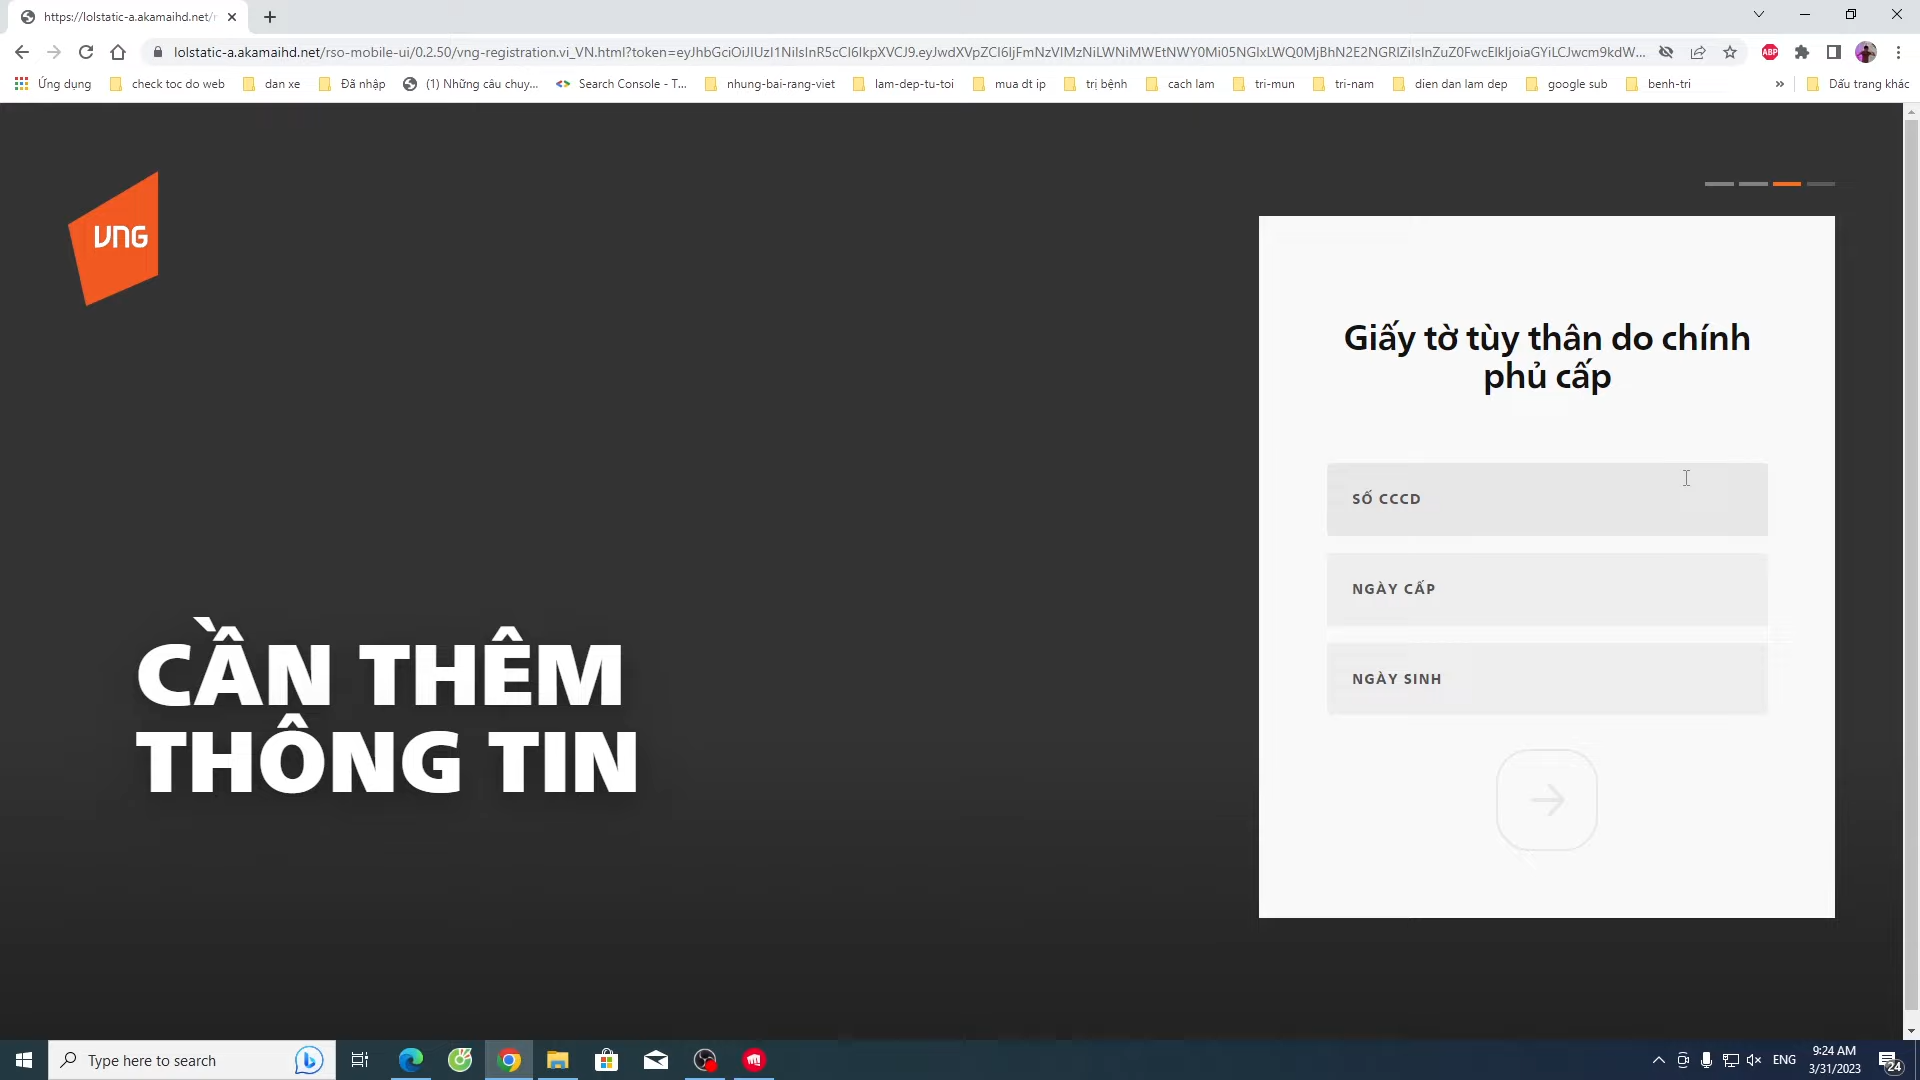 https://lolstatic-a.akamaihd.net/r
lolstatic-a.akamaihd.net/rso-mobile-ui/0.2.50/vng-registration.vi_VN.html?token=
ABP
Ứng dụng check toc do web dan xe Đã nhập (1) Những câu chuy... Search Console - T... nhung-bai-rang-viet lam-dep-tu-toi mua dt ip trị bệnh cach lam tri-mun tri-nam dien dan lam dep google sub benh-tri » Dấu trang khác
VNG
Giấy tờ tùy thân do chính
phủ cấp
SỐ CCCD
NGÀY CẤP
NGÀY SINH
CẦN THÊM
THÔNG TIN
Type here to search
ENG
9:24 AM
3/31/2023
24